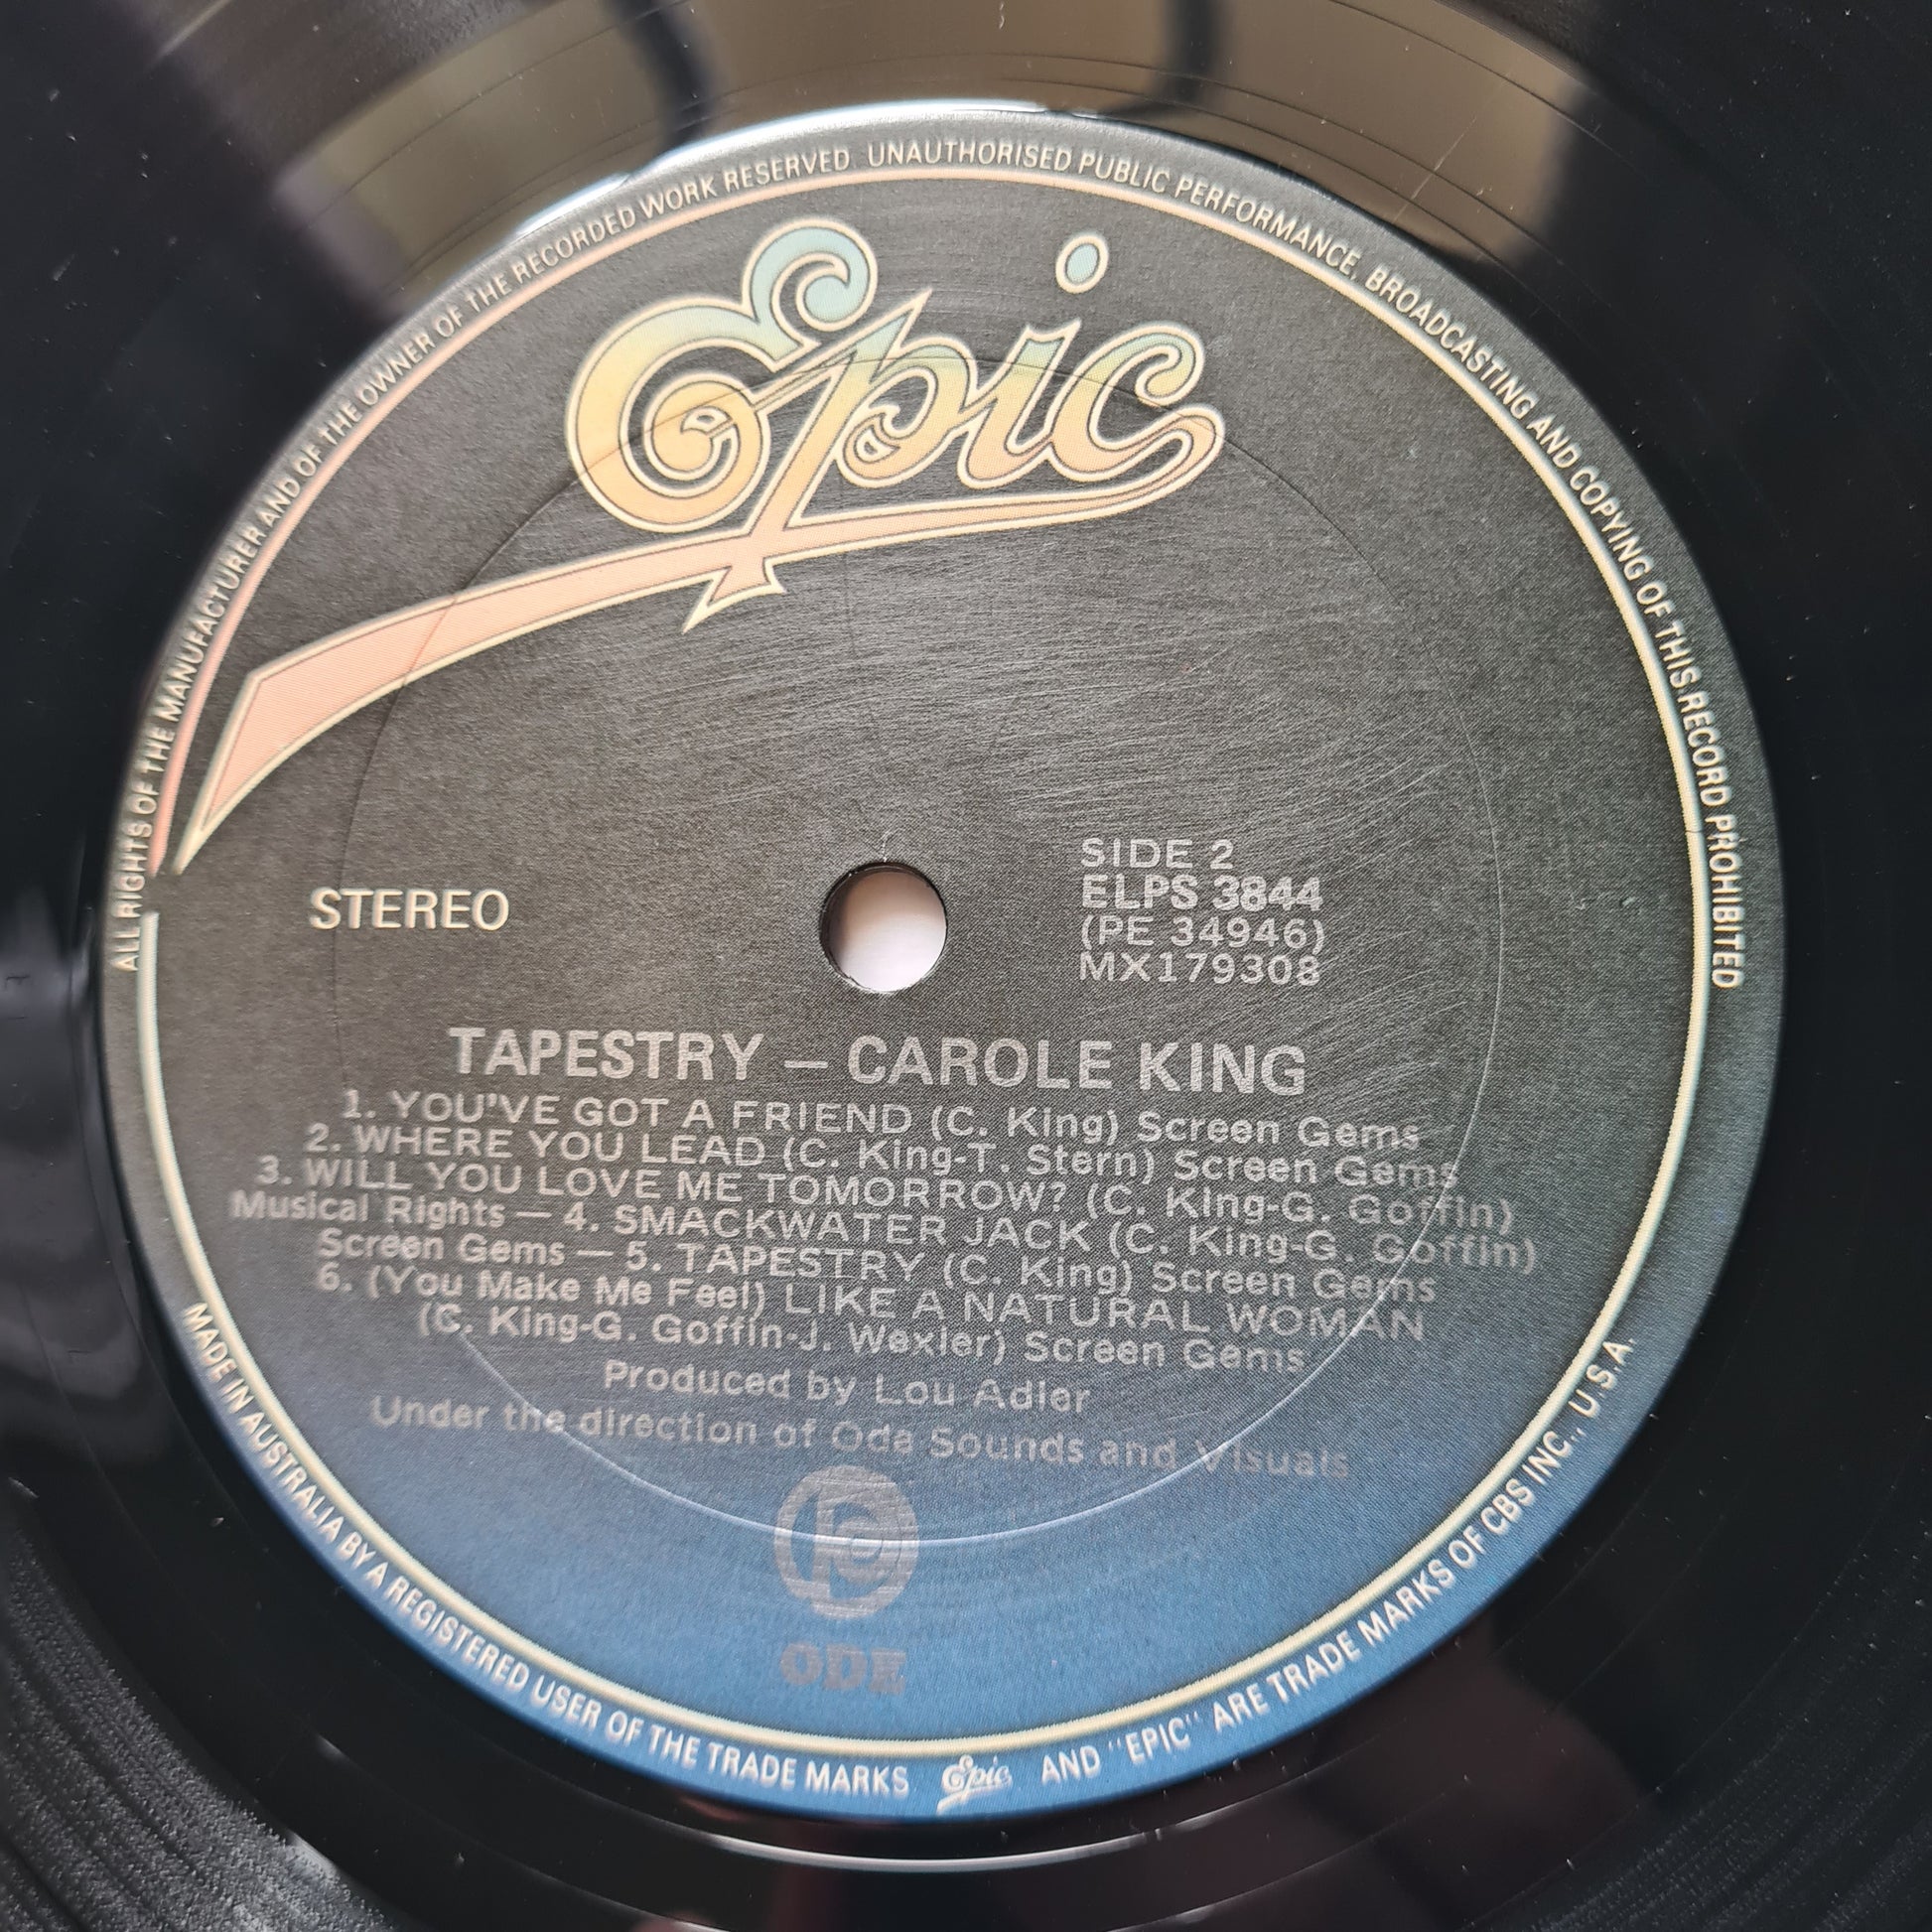 ALL RIGHTS OF THE MANUFACTURER AND OF THE OWNER OF THE RECORDED WORK RESERVED. UNAUTHORISED PUBLIC PERFORMANCE, BROADCASTING AND COPYING OF THIS RECORD PROHIBITED
Epic
STEREO
SIDE 2
ELPS 3844
(PE 34946)
MX179308
TAPESTRY — CAROLE KING
1. YOU'VE GOT A FRIEND (C. King) Screen Gems
2. WHERE YOU LEAD (C. King-T. Stern) Screen Gems
3. WILL YOU LOVE ME TOMORROW? (C. King-G. Goffin)
Musical Rights — 4. SMACKWATER JACK (C. King-G. Goffin)
Screen Gems — 5. TAPESTRY (C. King) Screen Gems
6. (You Make Me Feel) LIKE A NATURAL WOMAN
(C. King-G. Goffin-J. Wexler) Screen Gems
Produced by Lou Adler
Under the direction of Ode Sounds and Visuals
ODE
MADE IN AUSTRALIA BY A REGISTERED USER OF THE TRADE MARKS Epic AND "EPIC" ARE TRADE MARKS OF CBS INC., U.S.A.